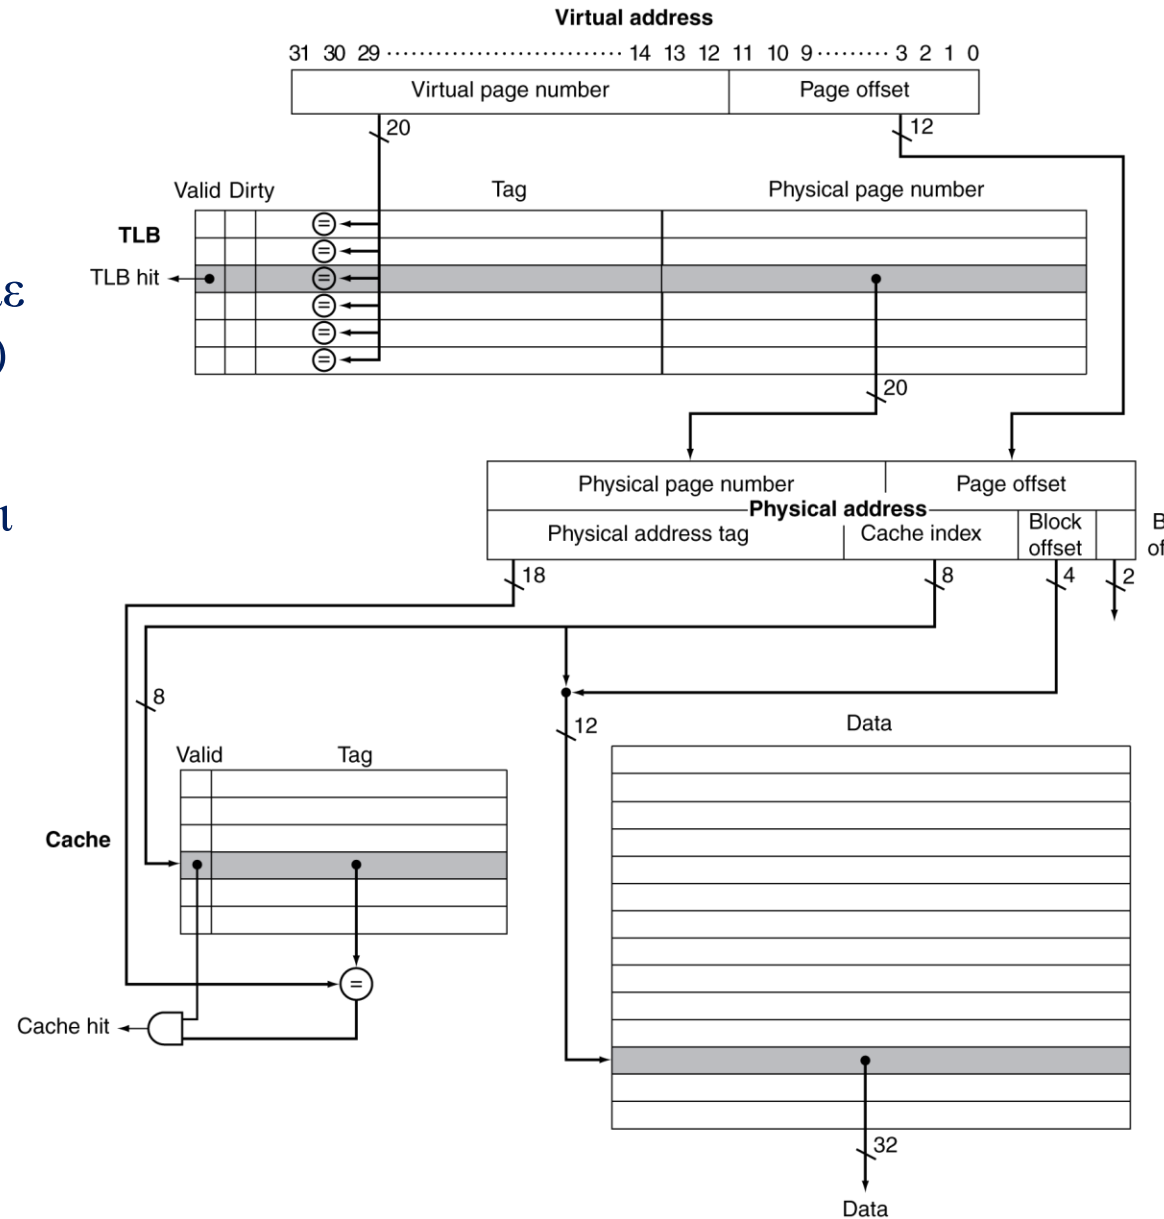 Virtual address
31 30 29 ............................ 14 13 12 11 10 9 ......... 3 2 1 0
Virtual page number Page offset
20 12
Valid Dirty Tag Physical page number
TLB
=
=
TLB hit =
=
=
=
20
Physical page number Page offset
Physical address
Physical address tag Cache index Block offset
18 8 4 2
8
12
Data
Valid Tag
Cache
=
Cache hit
32
Data